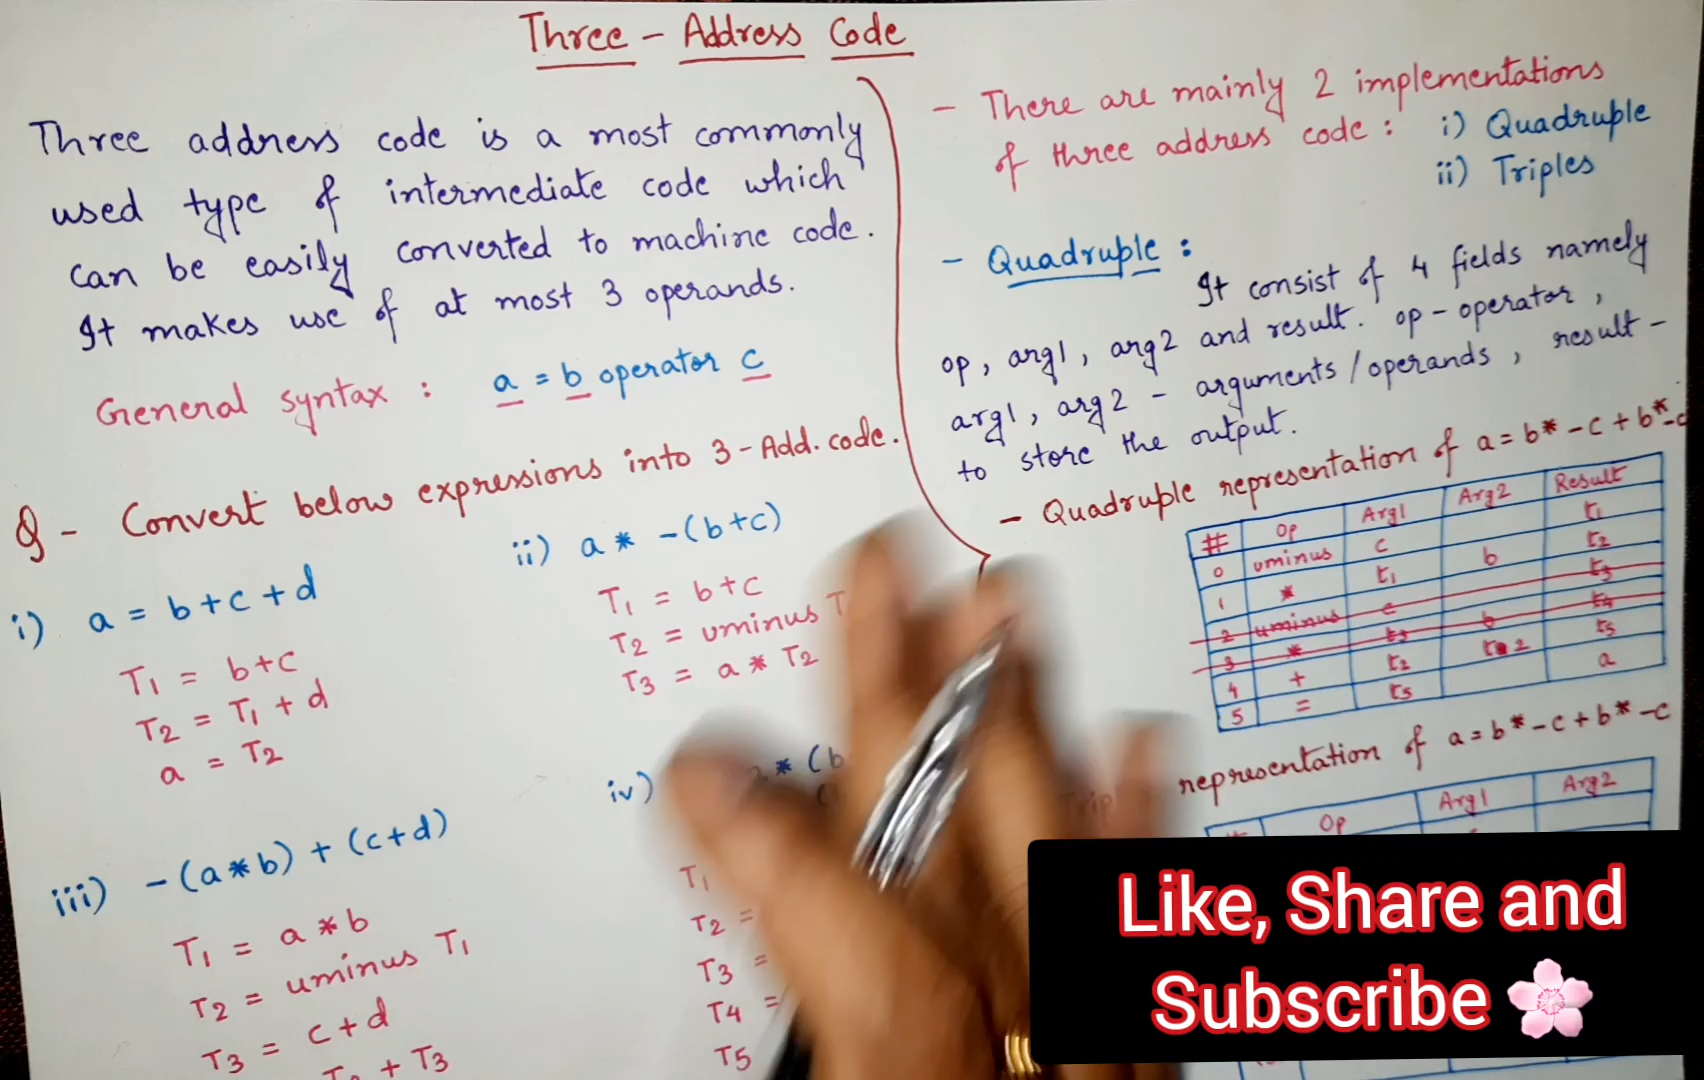 Three - Address Code
Three address code is a most commonly
used type of intermediate code which
can be easily converted to machine code.
It makes use of at most 3 operands.
General syntax : a = b operator c
Q - Convert below expressions into 3-Add. code.
i) a = b+c+d
T1 = b+c
T2 = T1 + d
a = T2
ii) a* -(b+c)
T1 = b+c
T2 = uminus
T3 = a * T2
iii) -(a*b) + (c+d)
T1 = a*b
T2 = uminus T1
T3 = c+d
+ T3
iv)
* (b
T1
T2 =
T3 =
T4 =
T5
- There are mainly 2 implementations
of three address code : i) Quadruple
ii) Triples
- Quadruple :
It consist of 4 fields namely
op, arg1, arg2 and result. op-operator,
arg1, arg2 - arguments/operands, result-
to store the output.
- Quadruple representation of a=b*-c+b*-c
# Op Arg1 Arg2 Result
0 uminus c t1
1 * t1 b t2
2 uminus c t3
3 * t3 b t4
4 + t2 t2 t5
5 = t5 a
representation of a=b*-c+b*-c
Op Arg1 Arg2
Like, Share and
Subscribe